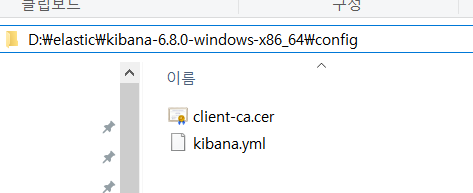 클립보드
구성
D:₩elastic₩kibana-6.8.0-windows-x86_64₩config
이름
client-ca.cer
kibana.yml